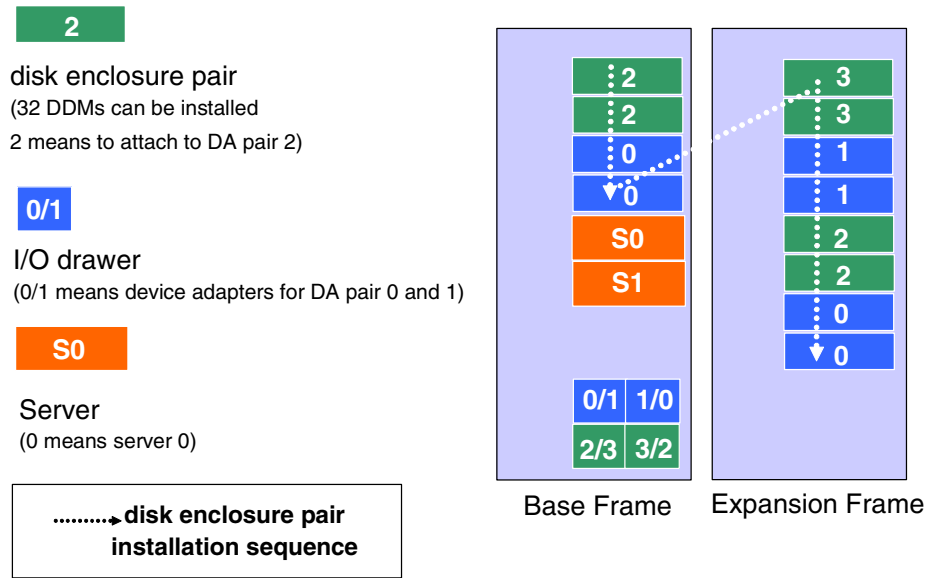 2
disk enclosure pair
(32 DDMs can be installed
2 means to attach to DA pair 2)
0/1
I/O drawer
(0/1 means device adapters for DA pair 0 and 1)
S0
Server
(0 means server 0)
disk enclosure pair
installation sequence
2
2
0
0
S0
S1
0/1 1/0
2/3 3/2
Base Frame
3
3
1
1
2
2
0
0
Expansion Frame